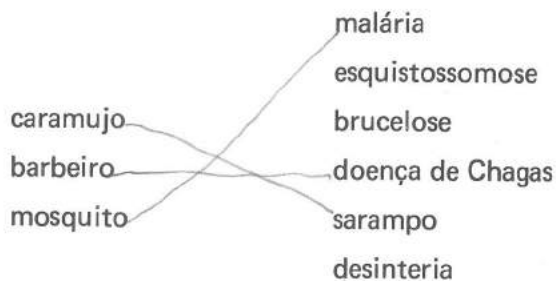 malária
esquistossomose
caramujo
brucelose
barbeiro
doença de Chagas
mosquito
sarampo
desinteria